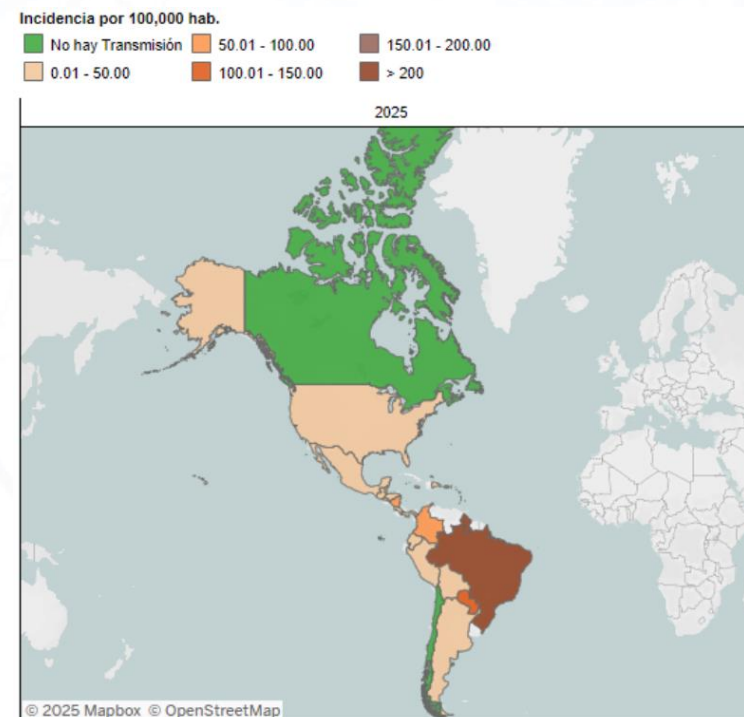 Incidencia por 100,000 hab.
No hay Transmisión 50.01 - 100.00 150.01 - 200.00
0.01 - 50.00 100.01 - 150.00 > 200
2025
© 2025 Mapbox © OpenStreetMap